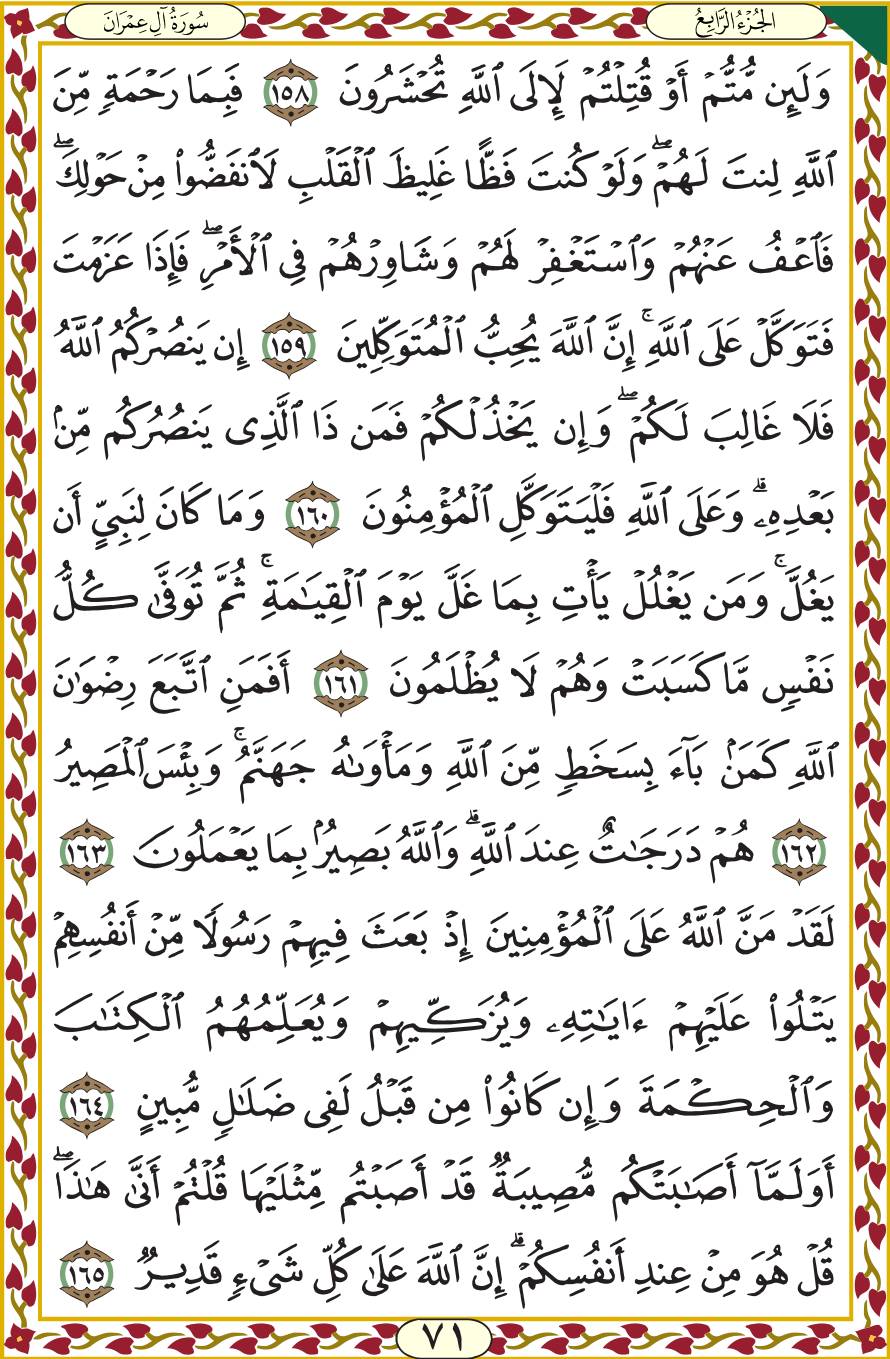 الجُزْءُ الرَّابِعُ
سُورَةُ آلِ عِمْرَان
وَلَئِن مُّتُّمْ أَوْ قُتِلْتُمْ لَإِلَى ٱللَّهِ تُحْشَرُونَ ١٥٨ فَبِمَا رَحْمَةٍ مِّنَ
ٱللَّهِ لِنتَ لَهُمْ ۖ وَلَوْ كُنتَ فَظًّا غَلِيظَ ٱلْقَلْبِ لَٱنفَضُّوا۟ مِنْ حَوْلِكَ ۖ
فَٱعْفُ عَنْهُمْ وَٱسْتَغْفِرْ لَهُمْ وَشَاوِرْهُمْ فِى ٱلْأَمْرِ ۖ فَإِذَا عَزَمْتَ
فَتَوَكَّلْ عَلَى ٱللَّهِ ۚ إِنَّ ٱللَّهَ يُحِبُّ ٱلْمُتَوَكِّلِينَ ١٥٩ إِن يَنصُرْكُمُ ٱللَّهُ
فَلَا غَالِبَ لَكُمْ ۖ وَإِن يَخْذُلْكُمْ فَمَن ذَا ٱلَّذِى يَنصُرُكُم مِّنۢ
بَعْدِهِۦ ۗ وَعَلَى ٱللَّهِ فَلْيَتَوَكَّلِ ٱلْمُؤْمِنُونَ ١٦٠ وَمَا كَانَ لِنَبِىٍّ أَن
يَغُلَّ ۚ وَمَن يَغْلُلْ يَأْتِ بِمَا غَلَّ يَوْمَ ٱلْقِيَـٰمَةِ ۚ ثُمَّ تُوَفَّىٰ كُلُّ
نَفْسٍ مَّا كَسَبَتْ وَهُمْ لَا يُظْلَمُونَ ١٦١ أَفَمَنِ ٱتَّبَعَ رِضْوَٰنَ
ٱللَّهِ كَمَنۢ بَآءَ بِسَخَطٍ مِّنَ ٱللَّهِ وَمَأْوَىٰهُ جَهَنَّمُ ۚ وَبِئْسَ ٱلْمَصِيرُ
١٦٢ هُمْ دَرَجَـٰتٌ عِندَ ٱللَّهِ ۗ وَٱللَّهُ بَصِيرٌۢ بِمَا يَعْمَلُونَ ١٦٣
لَقَدْ مَنَّ ٱللَّهُ عَلَى ٱلْمُؤْمِنِينَ إِذْ بَعَثَ فِيهِمْ رَسُولًا مِّنْ أَنفُسِهِمْ
يَتْلُوا۟ عَلَيْهِمْ ءَايَـٰتِهِۦ وَيُزَكِّيهِمْ وَيُعَلِّمُهُمُ ٱلْكِتَـٰبَ
وَٱلْحِكْمَةَ وَإِن كَانُوا۟ مِن قَبْلُ لَفِى ضَلَـٰلٍ مُّبِينٍ ١٦٤
أَوَلَمَّآ أَصَـٰبَتْكُم مُّصِيبَةٌ قَدْ أَصَبْتُم مِّثْلَيْهَا قُلْتُمْ أَنَّىٰ هَـٰذَا ۖ
قُلْ هُوَ مِنْ عِندِ أَنفُسِكُمْ ۗ إِنَّ ٱللَّهَ عَلَىٰ كُلِّ شَىْءٍ قَدِيرٌ ١٦٥
٧١